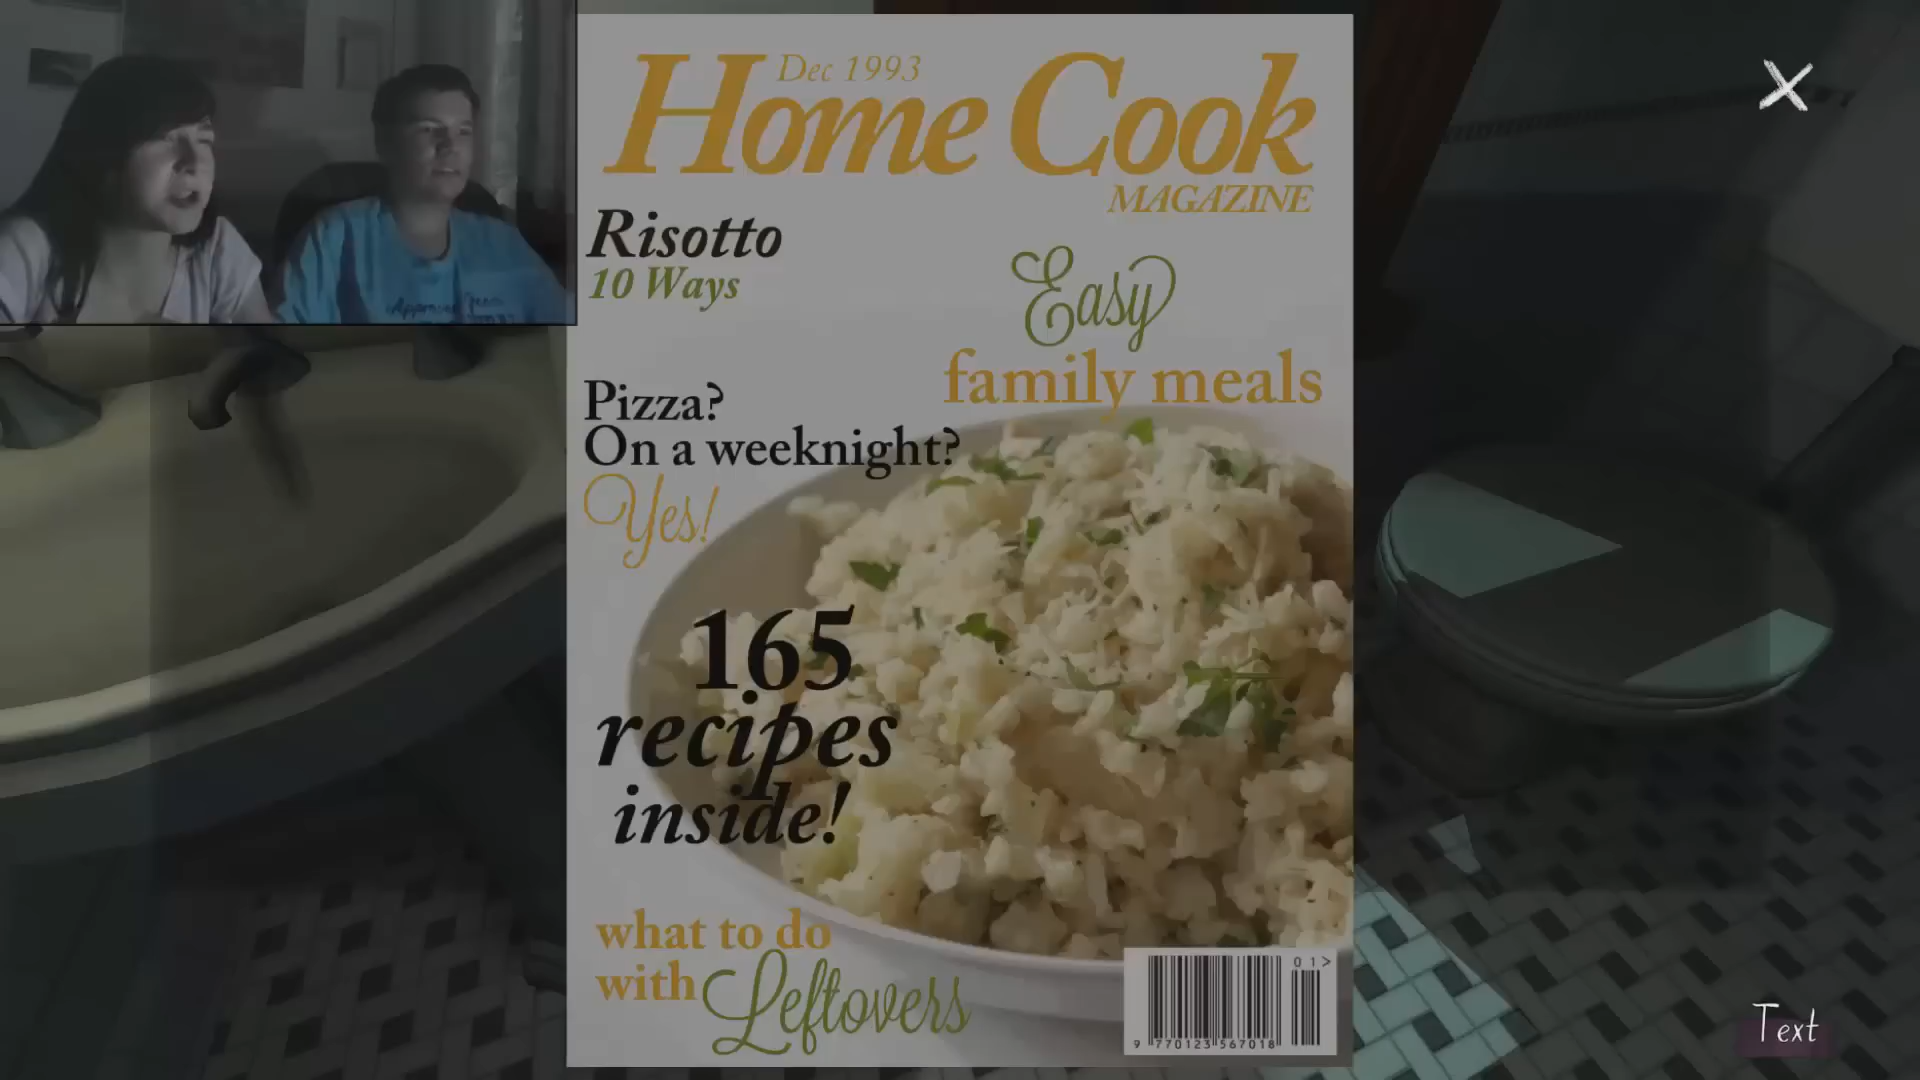 Dec 1993
Home Cook
MAGAZINE
Risotto
10 Ways
Easy
family meals
Pizza?
On a weeknight?
Yes!
165
recipes
inside!
what to do
with Leftovers
01>
9 770123 567018
Text